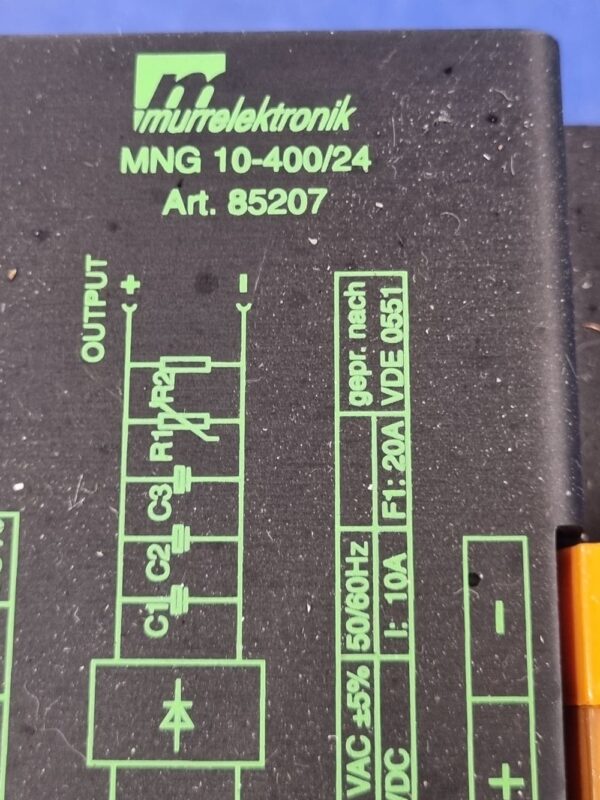 murrelektronik
MNG 10-400/24
Art. 85207
OUTPUT
+ -
R2
R1
C3
C2
C1
gepr. nach
VDE 0551
F1: 20A
50/60Hz
I: 10A
VAC ±5%
VDC
-
+